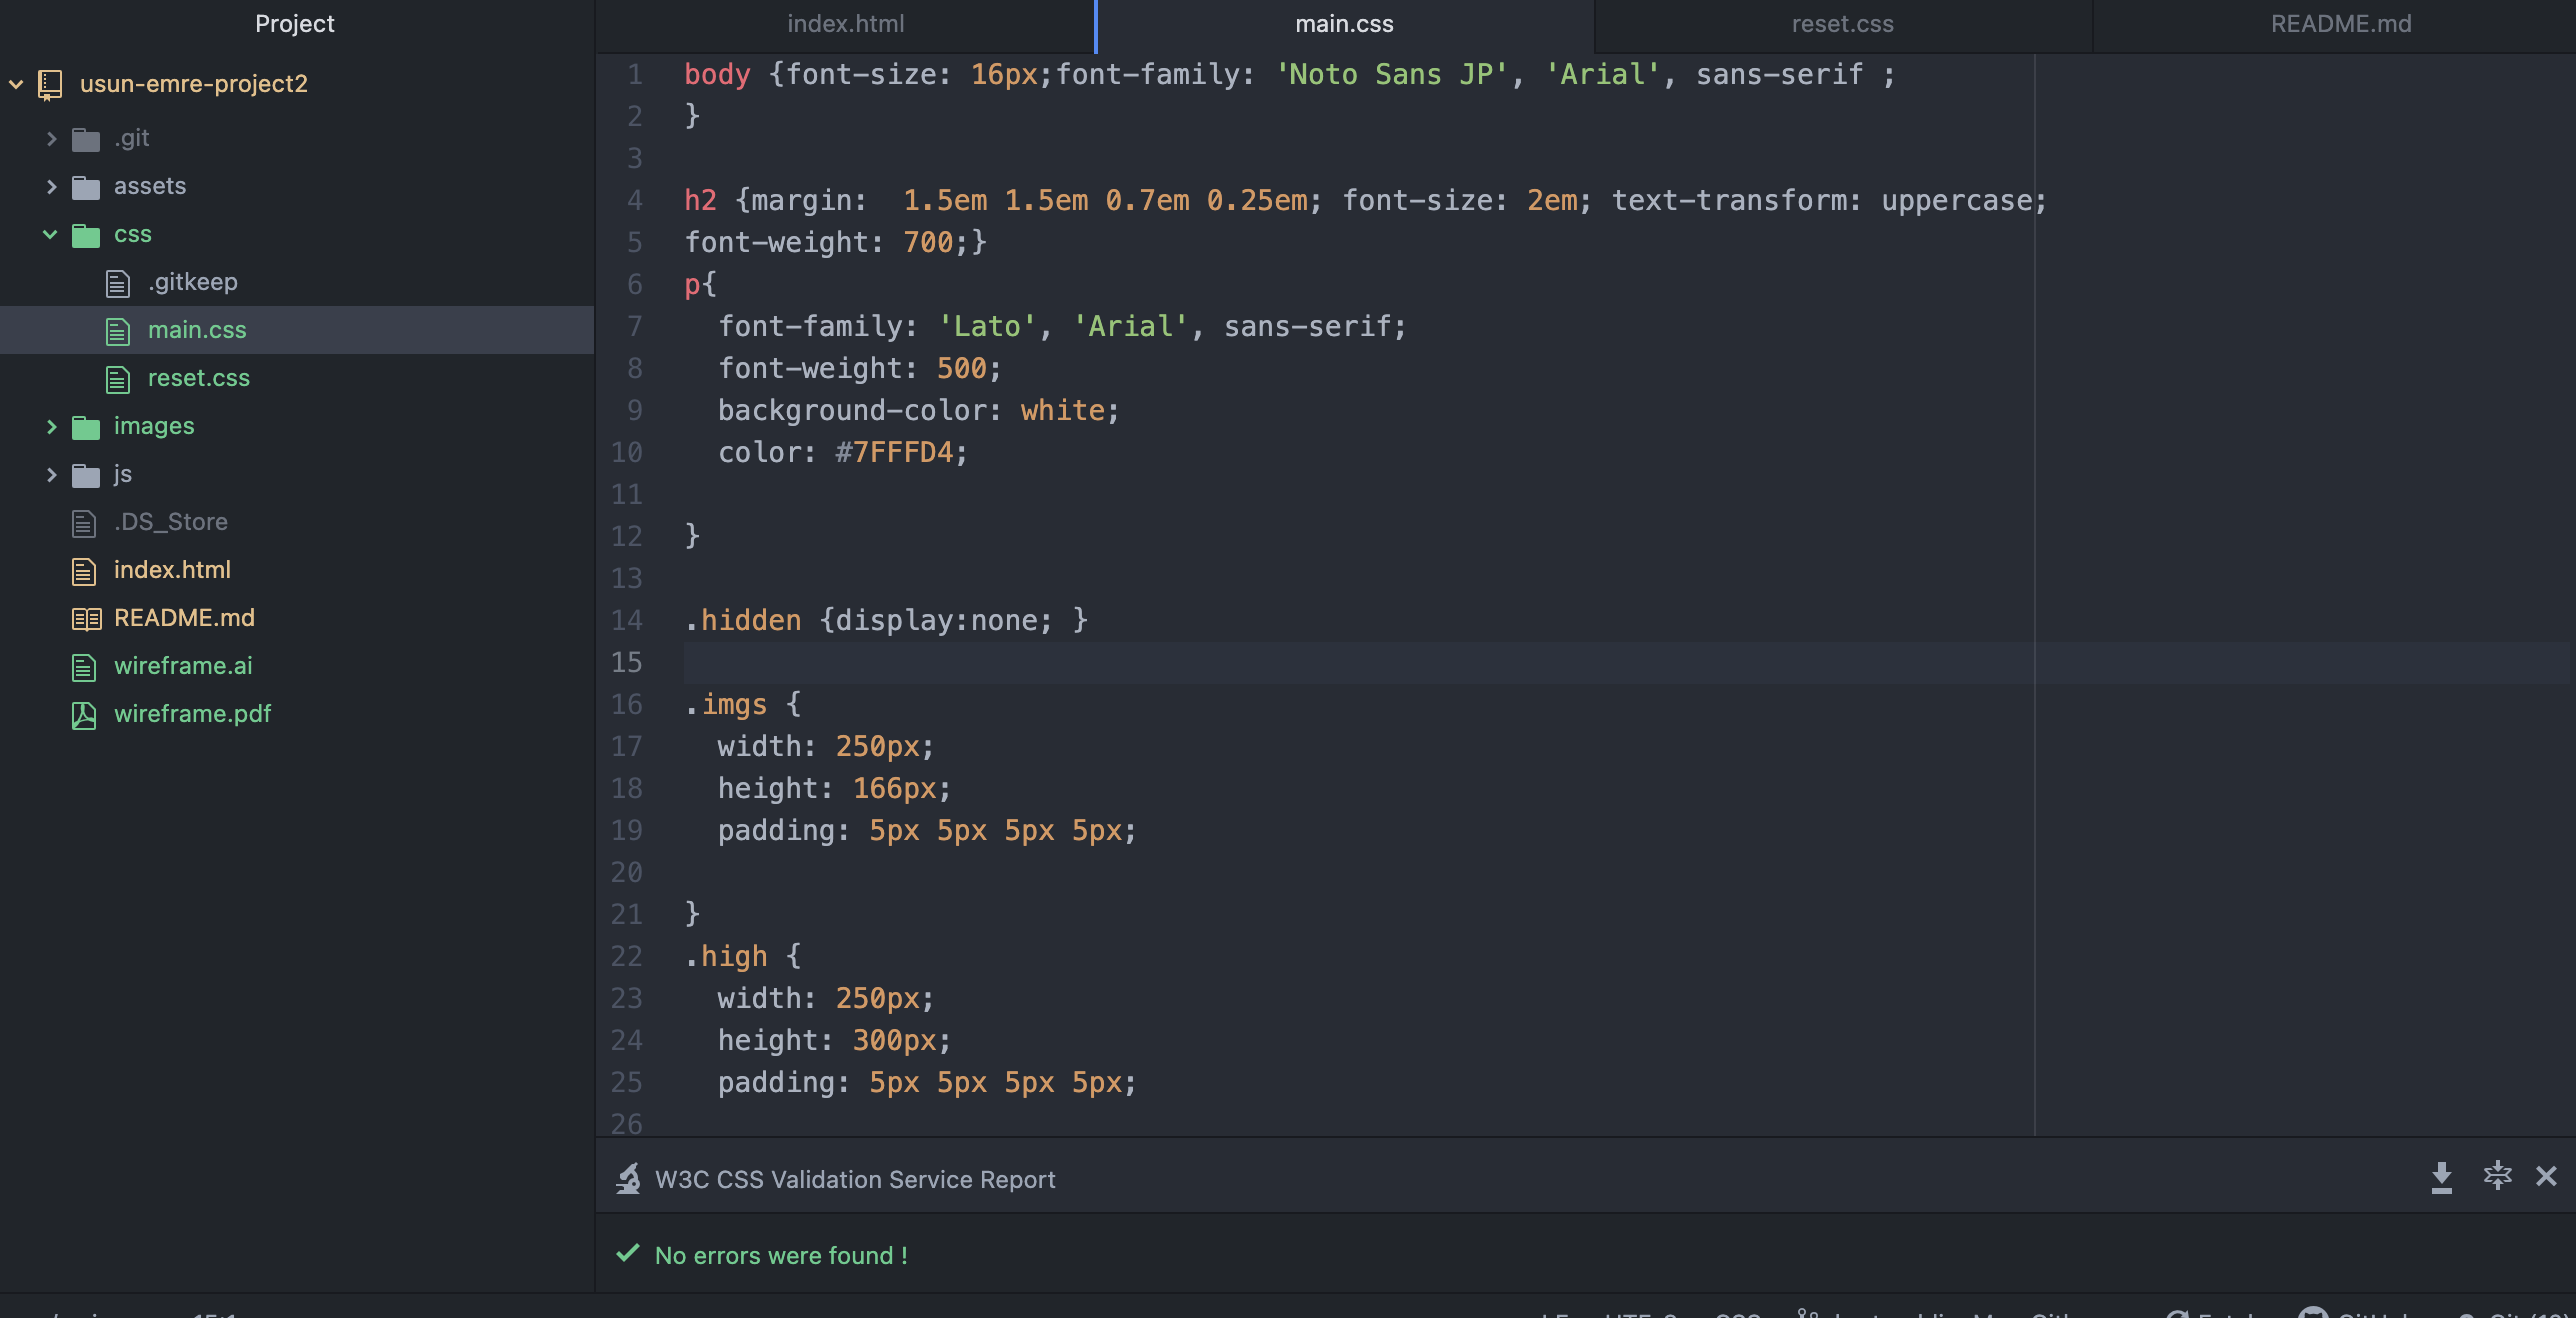 Project
usun-emre-project2
.git
assets
css
.gitkeep
main.css
reset.css
images
js
.DS_Store
index.html
README.md
wireframe.ai
wireframe.pdf
index.html
main.css
reset.css
README.md
1 body {font-size: 16px;font-family: 'Noto Sans JP', 'Arial', sans-serif ;
2 }
3
4 h2 {margin:  1.5em 1.5em 0.7em 0.25em; font-size: 2em; text-transform: uppercase;
5 font-weight: 700;}
6 p{
7   font-family: 'Lato', 'Arial', sans-serif;
8   font-weight: 500;
9   background-color: white;
10   color: #7FFFD4;
11
12 }
13
14 .hidden {display:none; }
15
16 .imgs {
17   width: 250px;
18   height: 166px;
19   padding: 5px 5px 5px 5px;
20
21 }
22 .high {
23   width: 250px;
24   height: 300px;
25   padding: 5px 5px 5px 5px;
26
W3C CSS Validation Service Report
No errors were found !